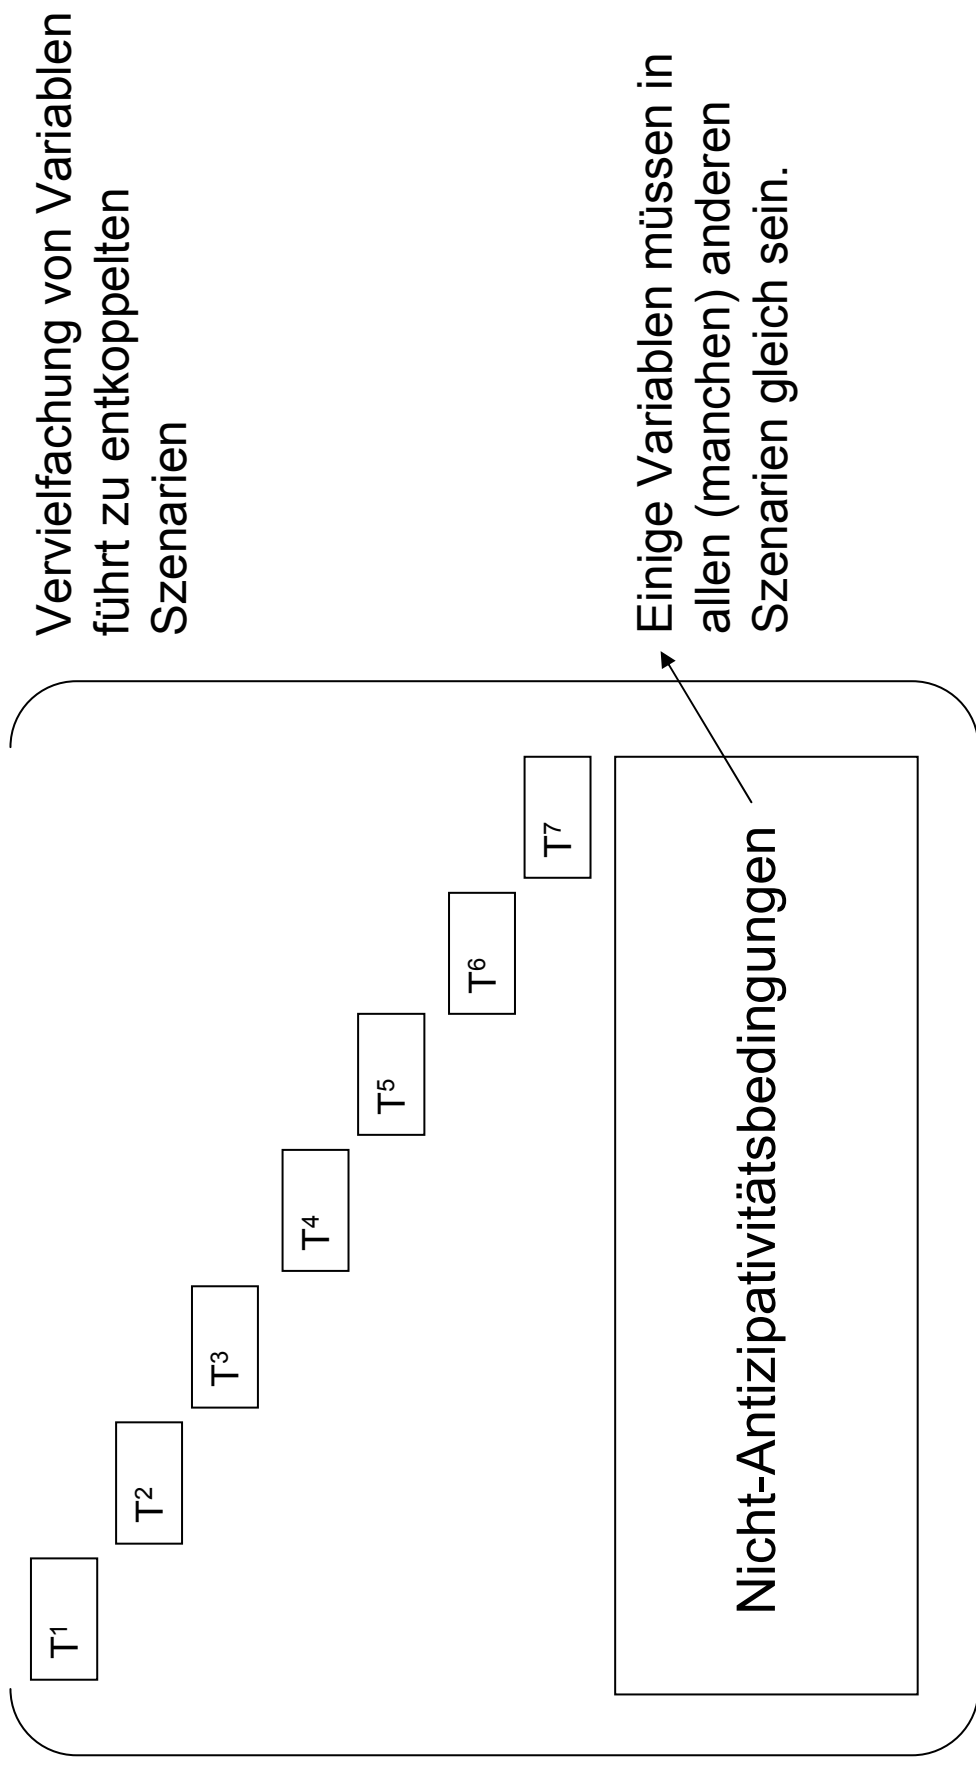 Vervielfachung von Variablen
führt zu entkoppelten
Szenarien
T1
T2
T3
T4
T5
T6
T7
Nicht-Antizipativitätsbedingungen
Einige Variablen müssen in
allen (manchen) anderen
Szenarien gleich sein.